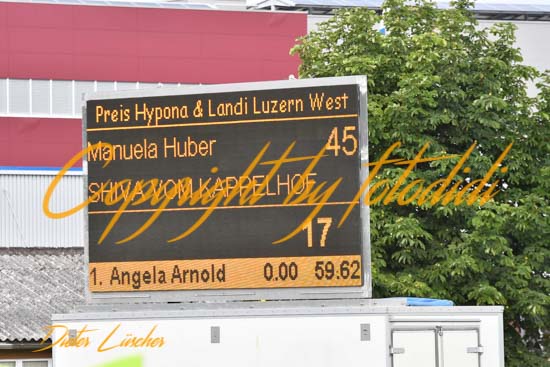 Preis Hypona & Landi Luzern West
Manuela Huber 45
SHIVA VOM KAPPELHOF
17
1. Angela Arnold 0.00 59.62
Copyright by fotodidi
Dieter Lüscher